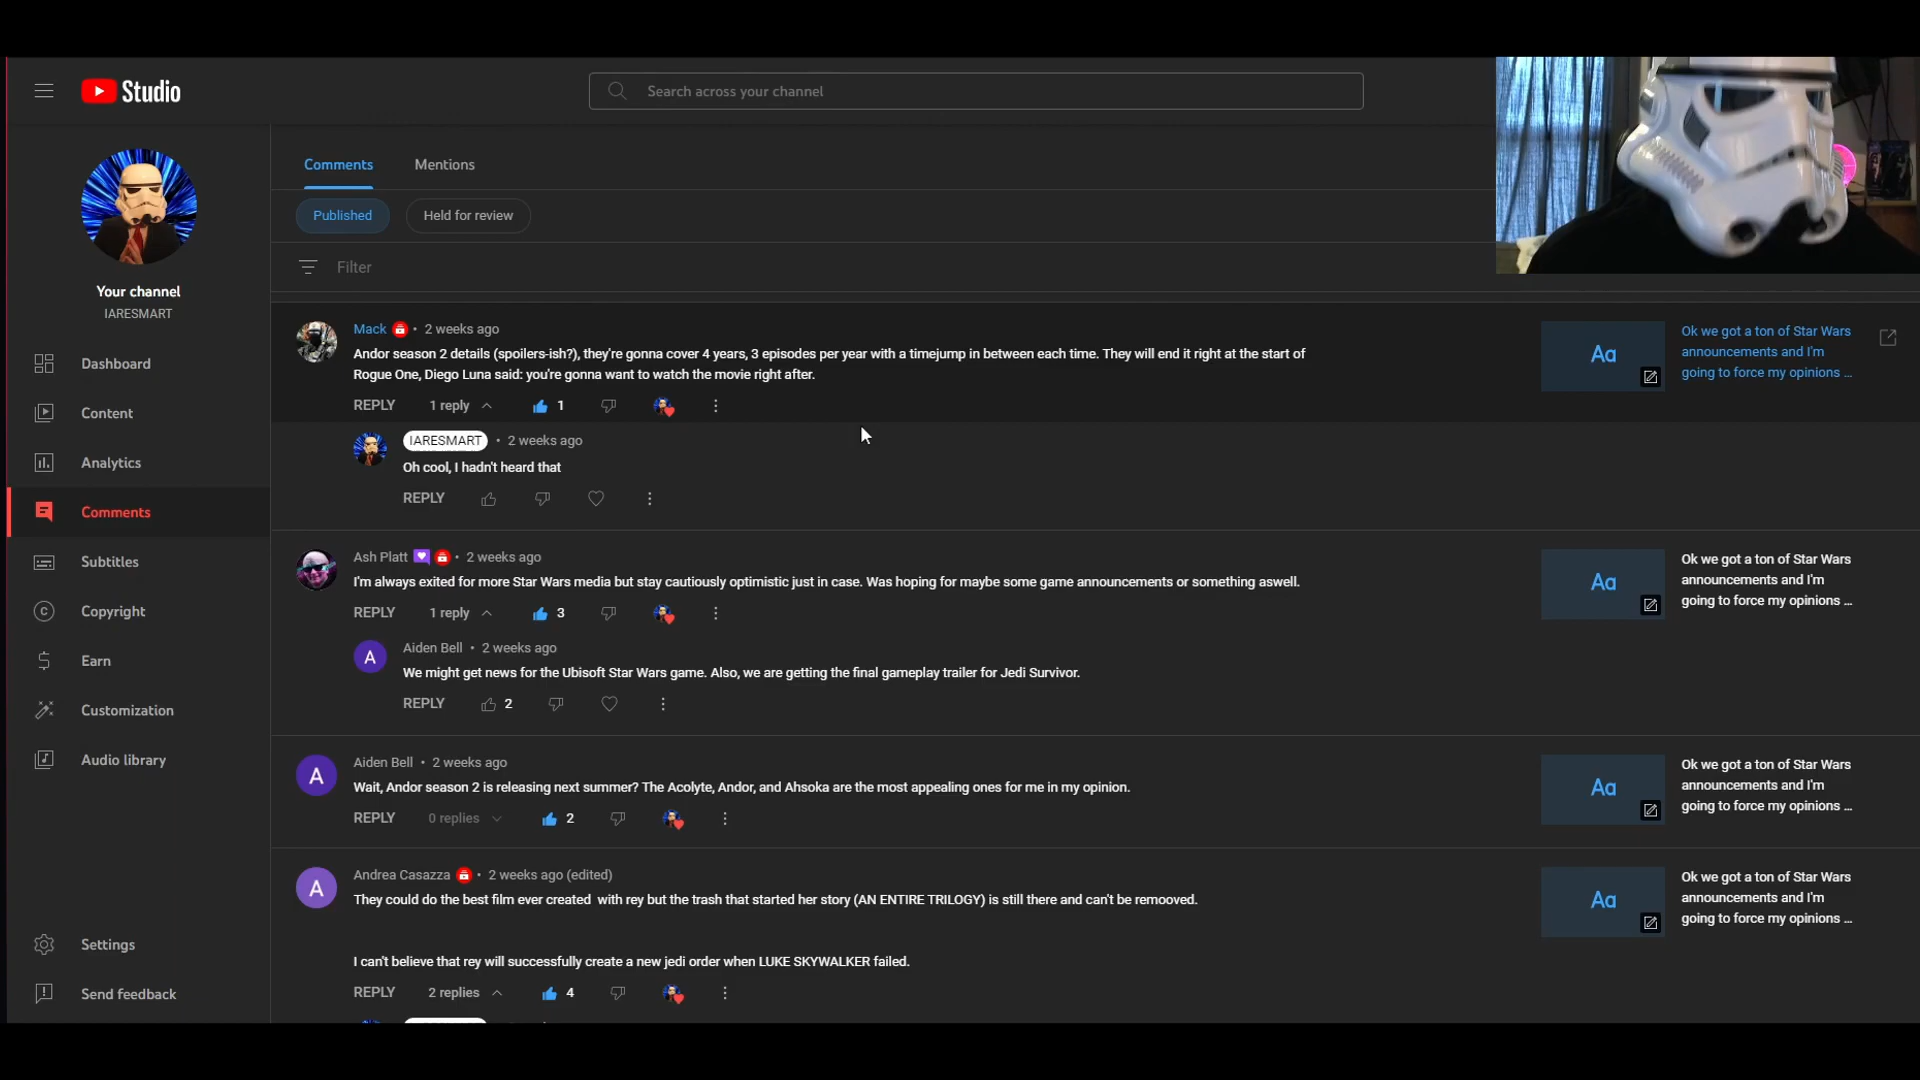 Studio
Search across your channel
Your channel
IARESMART
Dashboard
Content
Analytics
Comments
Subtitles
Copyright
Earn
Customization
Audio library
Settings
Send feedback
Comments
Mentions
Published
Held for review
Filter
Mack • 2 weeks ago
Andor season 2 details (spoilers-ish?), they're gonna cover 4 years, 3 episodes per year with a timejump in between each time. They will end it right at the start of
Rogue One, Diego Luna said: you're gonna want to watch the movie right after.
REPLY 1 reply 1
Ok we got a ton of Star Wars
announcements and I'm
going to force my opinions ...
Aa
IARESMART • 2 weeks ago
Oh cool, I hadn't heard that
REPLY
Ash Platt • 2 weeks ago
I'm always exited for more Star Wars media but stay cautiously optimistic just in case. Was hoping for maybe some game announcements or something aswell.
REPLY 1 reply 3
Aa
Ok we got a ton of Star Wars
announcements and I'm
going to force my opinions ...
A
Aiden Bell • 2 weeks ago
We might get news for the Ubisoft Star Wars game. Also, we are getting the final gameplay trailer for Jedi Survivor.
REPLY 2
A
Aiden Bell • 2 weeks ago
Wait, Andor season 2 is releasing next summer? The Acolyte, Andor, and Ahsoka are the most appealing ones for me in my opinion.
REPLY 0 replies 2
Aa
Ok we got a ton of Star Wars
announcements and I'm
going to force my opinions ...
A
Andrea Casazza • 2 weeks ago (edited)
They could do the best film ever created with rey but the trash that started her story (AN ENTIRE TRILOGY) is still there and can't be remooved.
I can't believe that rey will successfully create a new jedi order when LUKE SKYWALKER failed.
REPLY 2 replies 4
Aa
Ok we got a ton of Star Wars
announcements and I'm
going to force my opinions ...